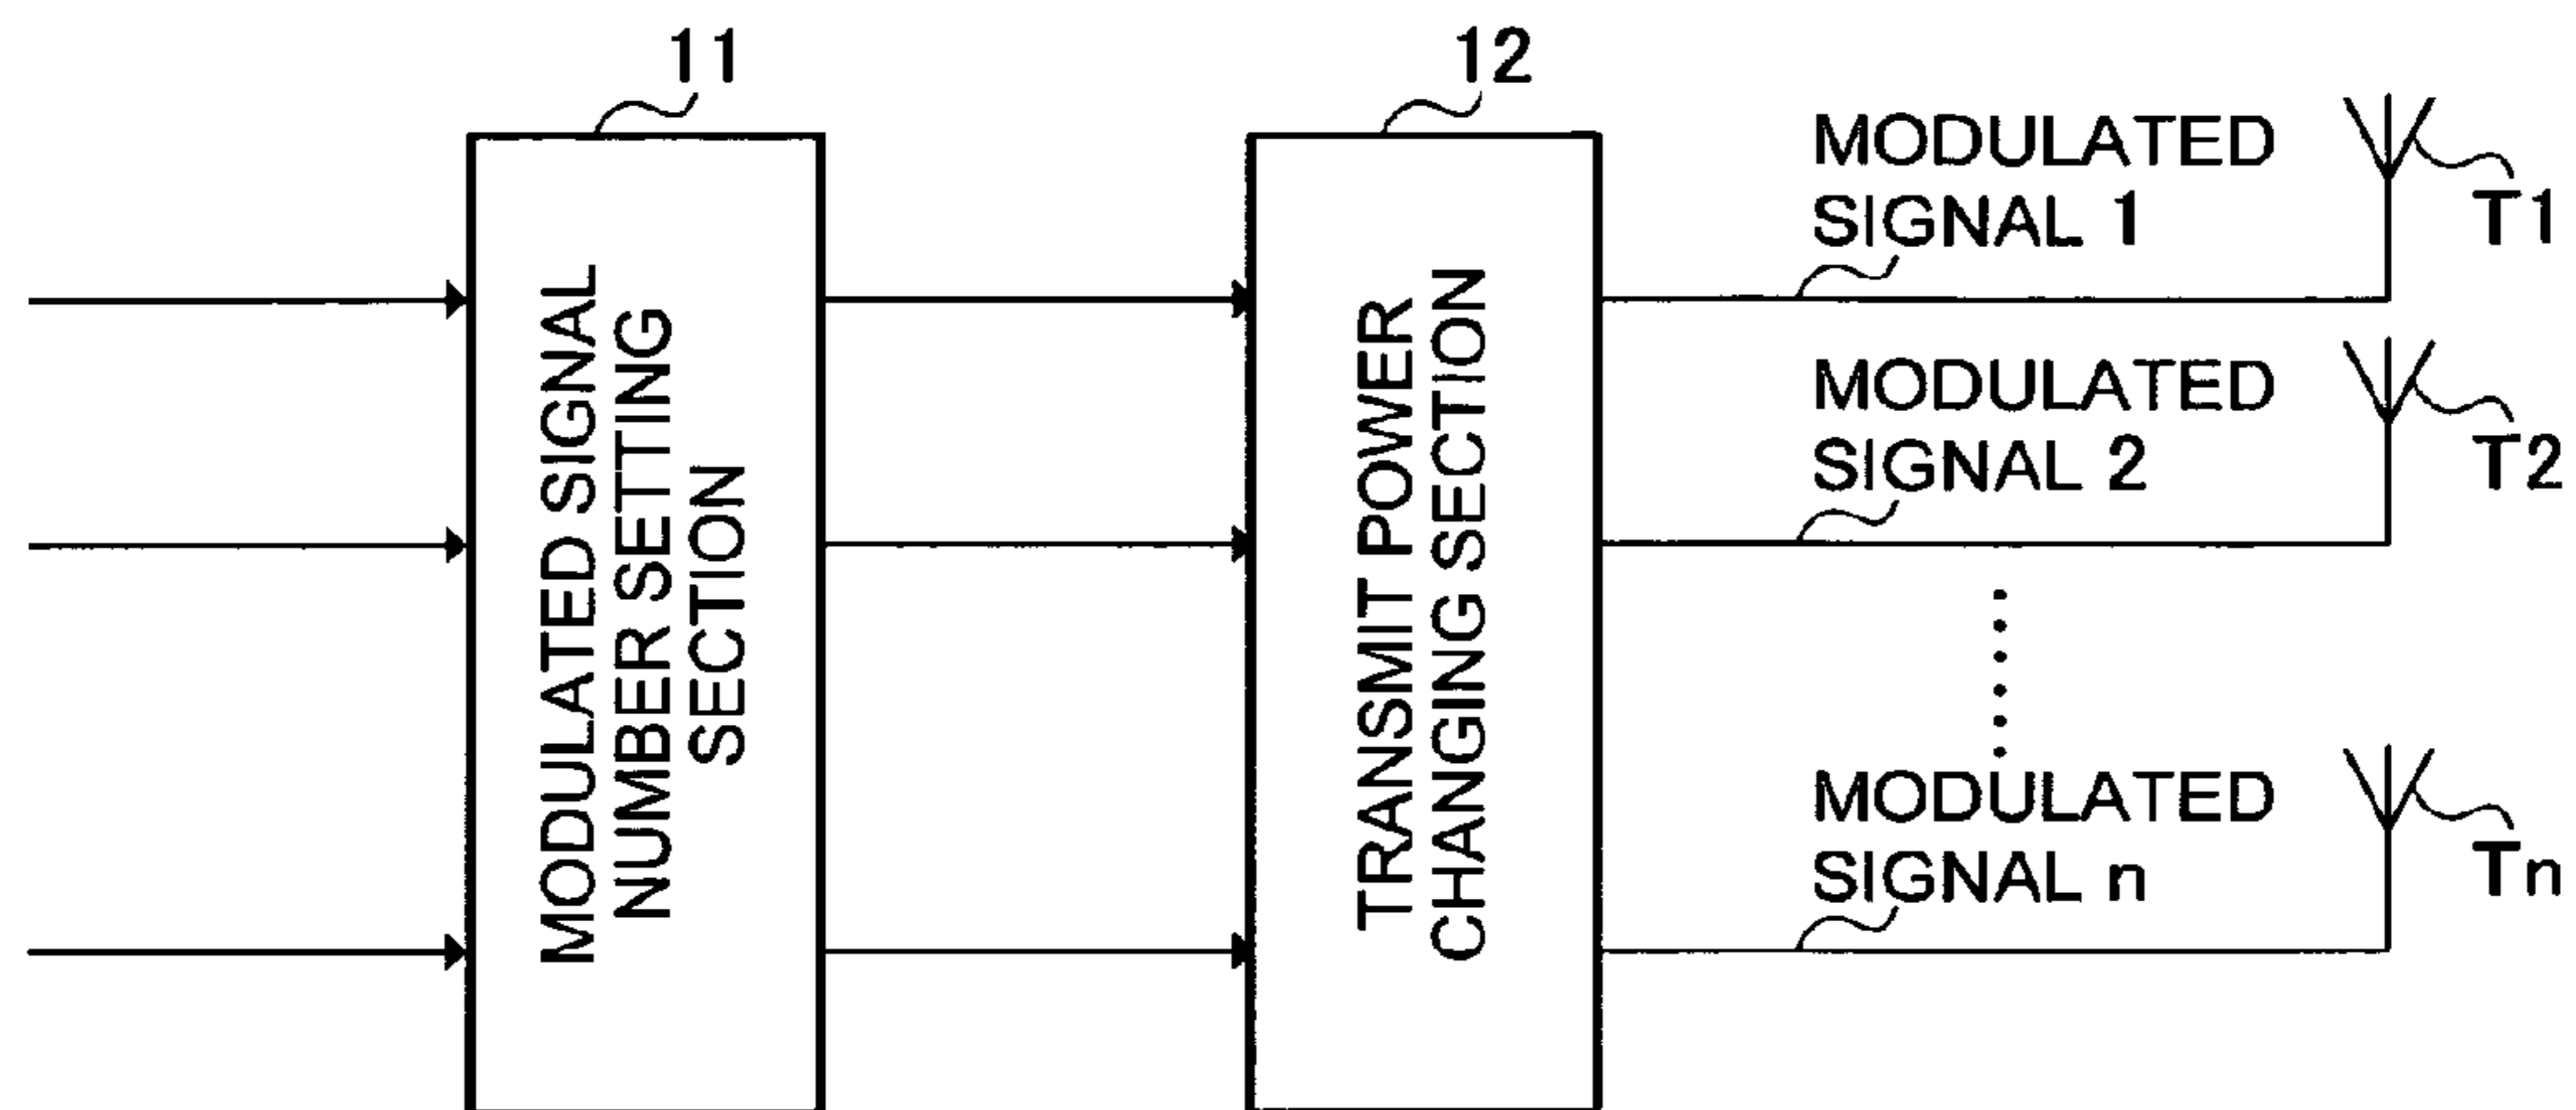 11
12
MODULATED SIGNAL
NUMBER SETTING
SECTION
TRANSMIT POWER
CHANGING SECTION
MODULATED
SIGNAL 1
T1
MODULATED
SIGNAL 2
T2
MODULATED
SIGNAL n
Tn